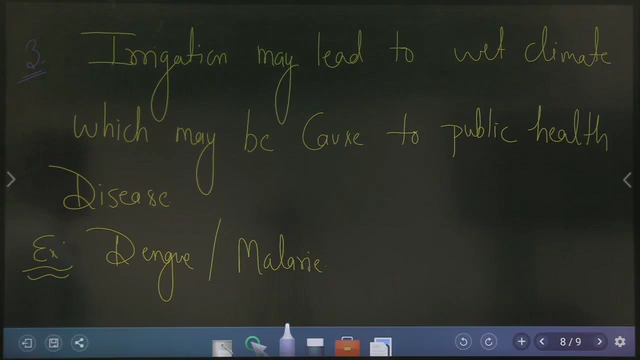 3 Irrigation may lead to wet climate
which may be Cause to public health
Disease
Ex: Dengue / Malarie
8 / 9